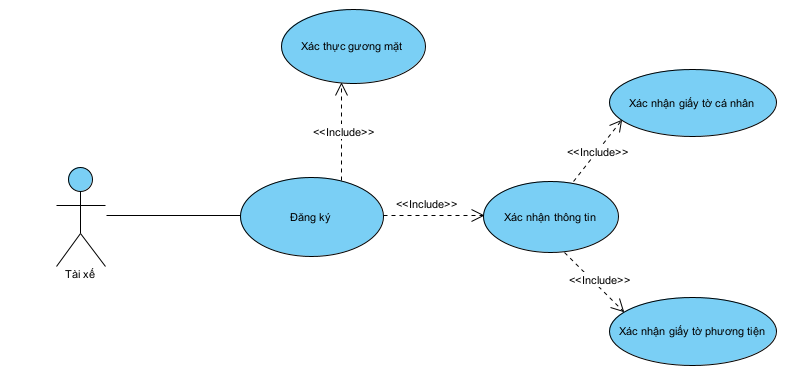 Xác thực gương mặt
Xác nhận giấy tờ cá nhân
<<Include>>
<<Include>>
<<Include>>
Đăng ký
Xác nhận thông tin
Tài xế
<<Include>>
Xác nhận giấy tờ phương tiện